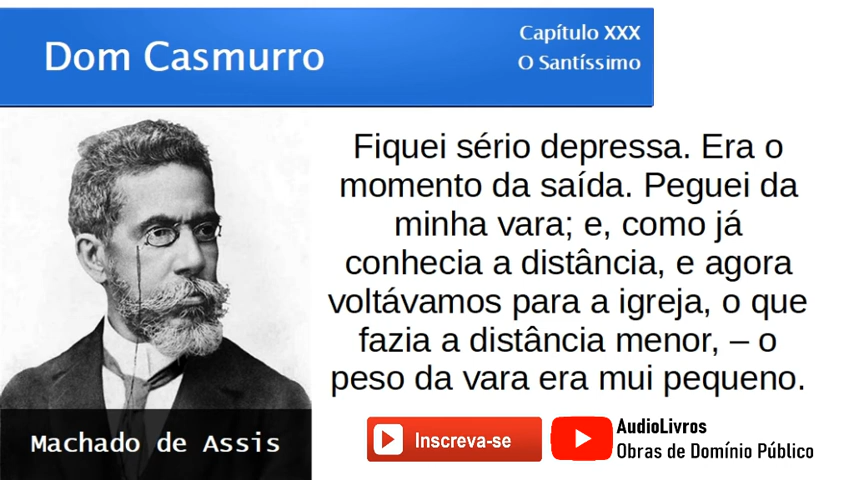 Dom Casmurro
Capítulo XXX
O Santíssimo
Fiquei sério depressa. Era o
momento da saída. Peguei da
minha vara; e, como já
conhecia a distância, e agora
voltávamos para a igreja, o que
fazia a distância menor, – o
peso da vara era mui pequeno.
Machado de Assis
Inscreva-se
AudioLivros
Obras de Domínio Público